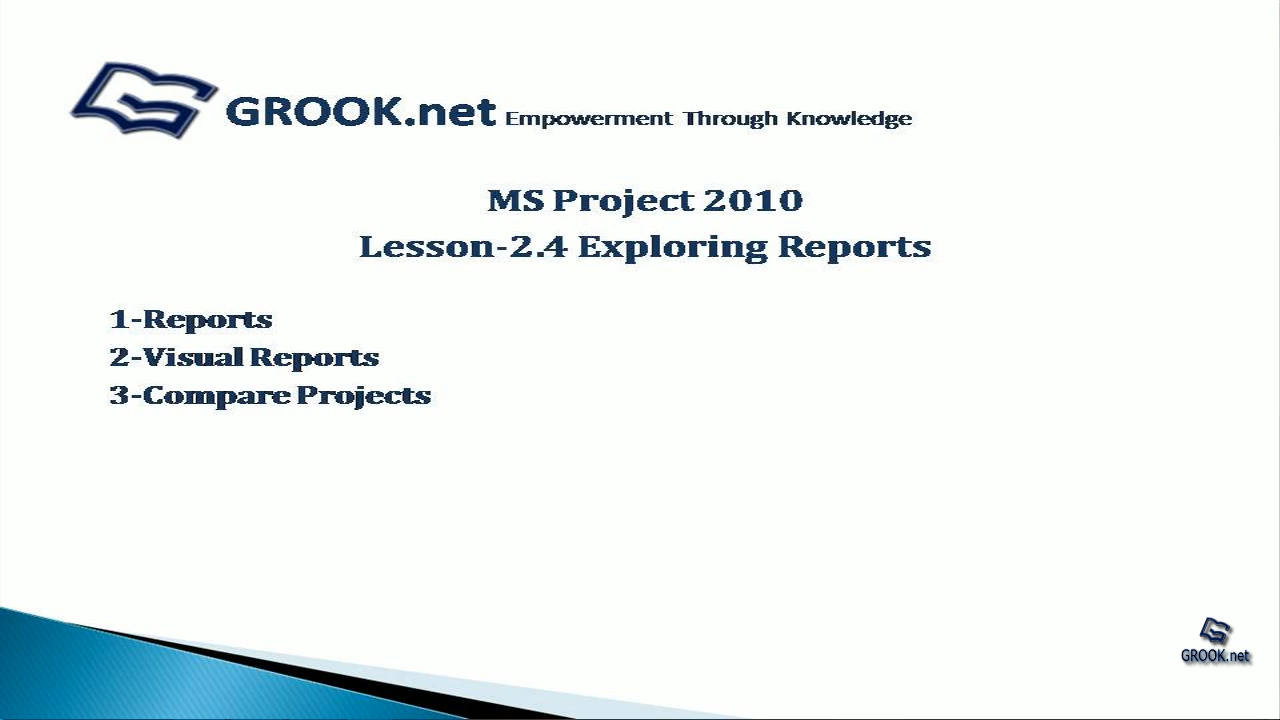 GROOK.net Empowerment Through Knowledge
MS Project 2010
Lesson-2.4 Exploring Reports
1-Reports
2-Visual Reports
3-Compare Projects
GROOK.net